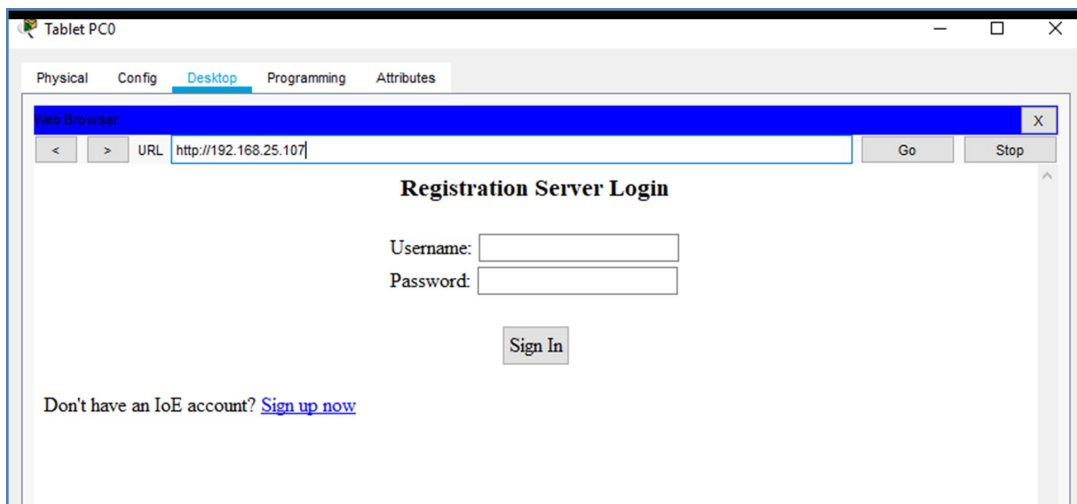 Tablet PC0
Physical Config Desktop Programming Attributes
Web Browser X
< > URL http://192.168.25.107 Go Stop
Registration Server Login
Username:
Password:
Sign In
Don't have an IoE account? Sign up now